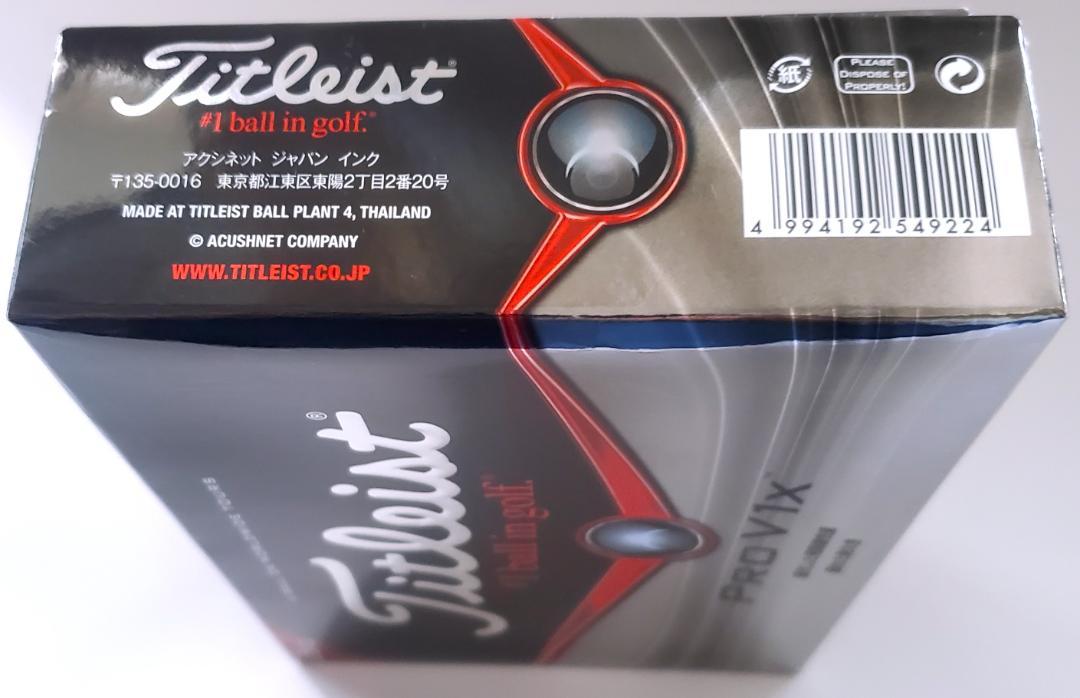 Titleist®
#1 ball in golf.®
アクシネット ジャパン インク
〒135-0016 東京都江東区東陽2丁目2番20号
MADE AT TITLEIST BALL PLANT 4, THAILAND
© ACUSHNET COMPANY
WWW.TITLEIST.CO.JP
紙
PLEASE
DISPOSE OF
PROPERLY!
4 994192 549224
Titleist®
#1 ball in golf.®
PRO V1X